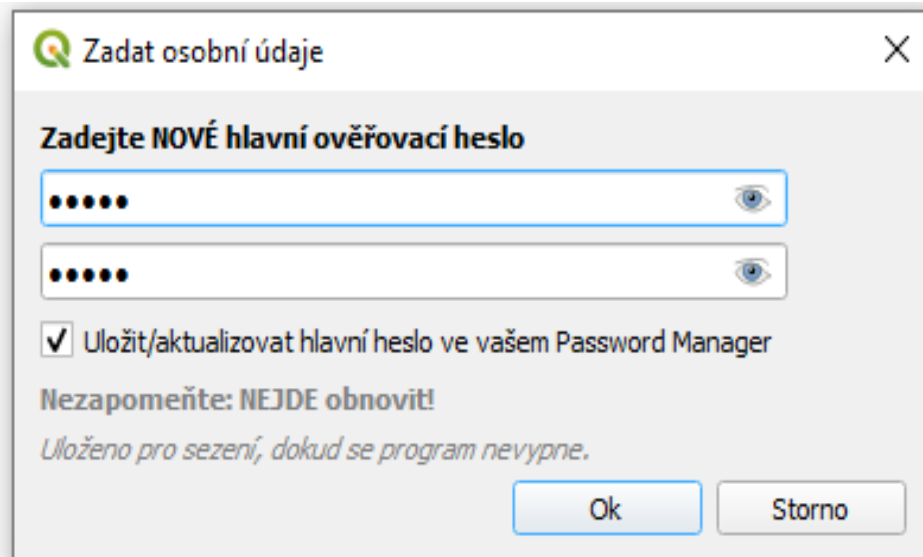 Zadat osobní údaje
Zadejte NOVÉ hlavní ověřovací heslo
•••••
•••••
Uložit/aktualizovat hlavní heslo ve vašem Password Manager
Nezapomeňte: NEJDE obnovit!
Uloženo pro sezení, dokud se program nevypne.
Ok Storno